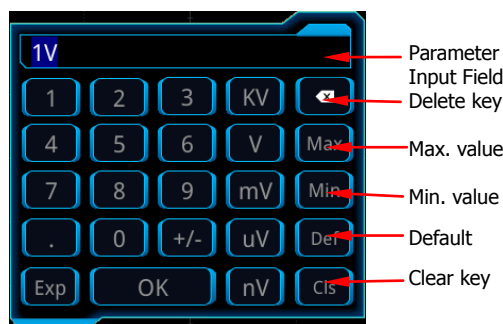 1V
Parameter
Input Field
1 2 3 KV
Delete key
4 5 6 V Max
Max. value
7 8 9 mV Min
Min. value
. 0 +/- uV Def
Default
Exp OK nV Cls
Clear key